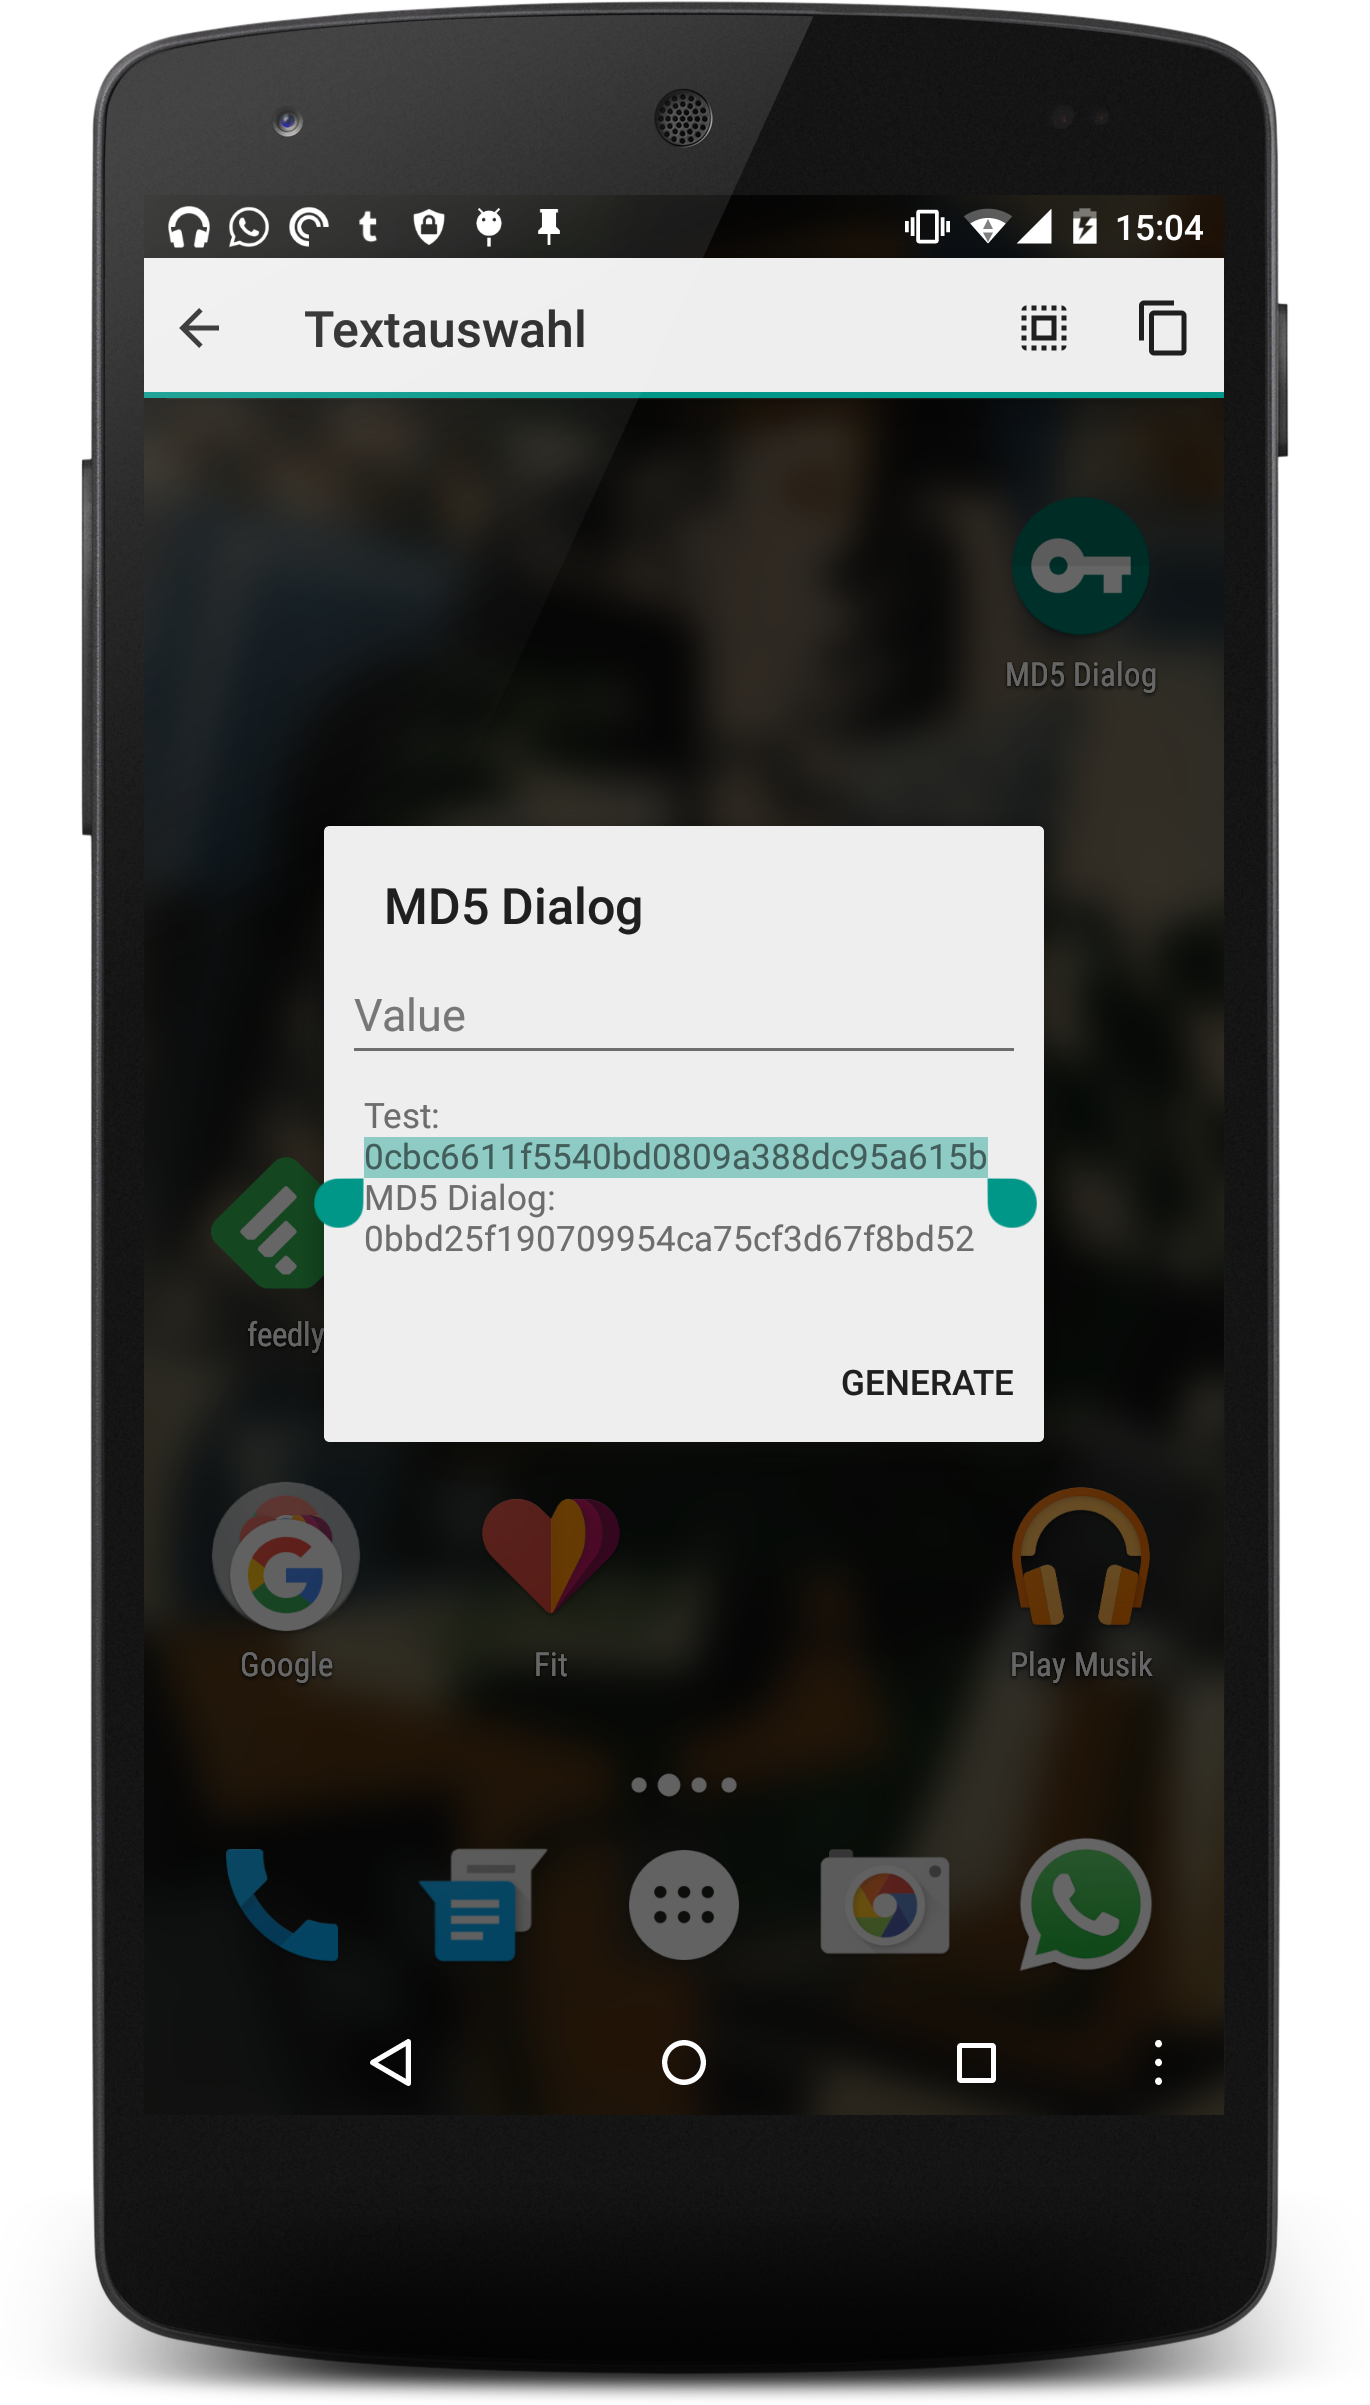 15:04
Textauswahl
MD5 Dialog
MD5 Dialog
Value
Test:
0cbc6611f5540bd0809a388dc95a615b
MD5 Dialog:
0bbd25f190709954ca75cf3d67f8bd52
feedly
GENERATE
Google
Fit
Play Musik